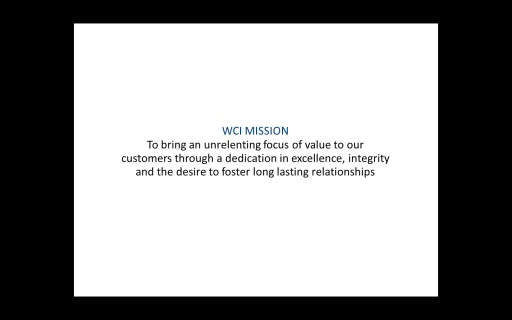 WCI MISSION
To bring an unrelenting focus of value to our
customers through a dedication in excellence, integrity
and the desire to foster long lasting relationships